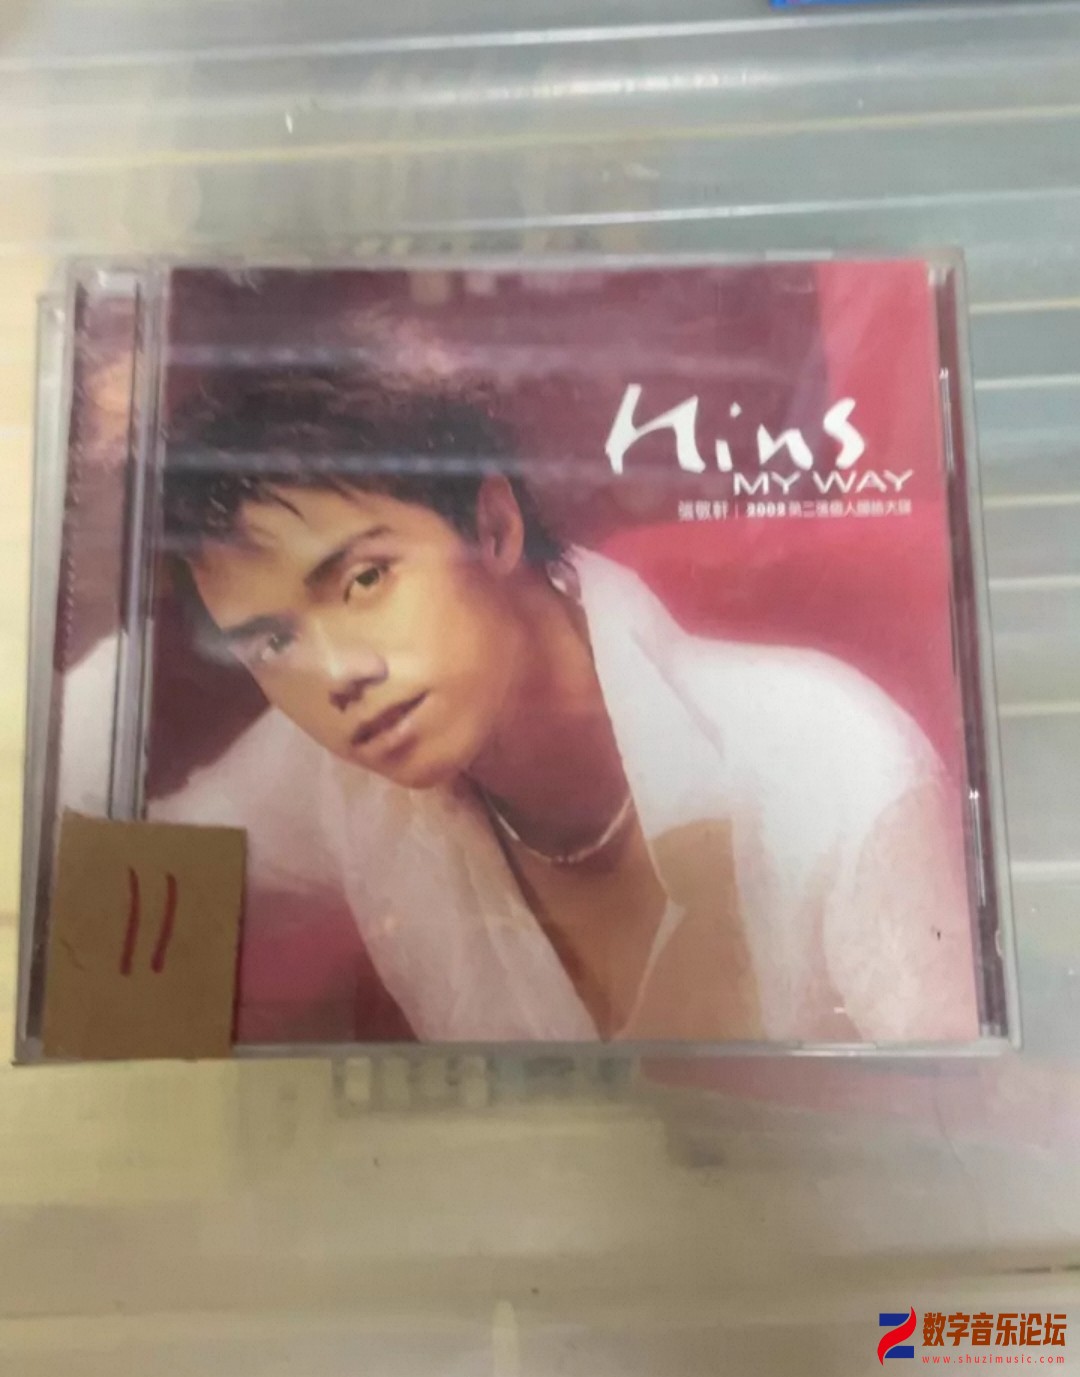 Hins
MY WAY
張敬軒 | 2002 第二張個人國語大碟
11
数字音乐论坛
www.shuzimusic.com